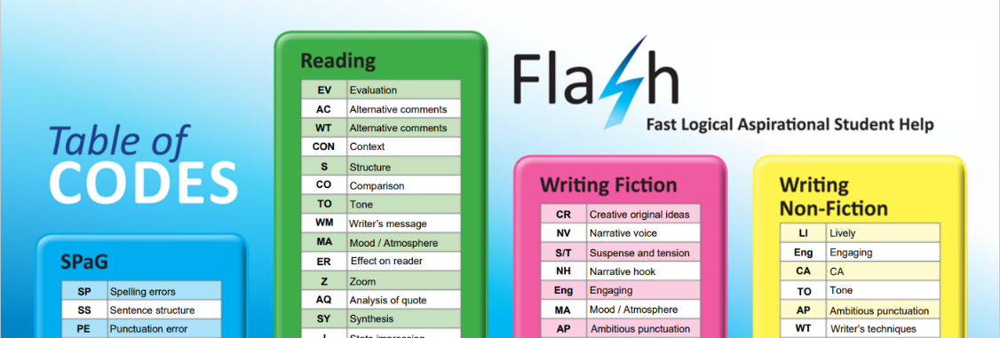 Table of
CODES
SPaG
SP Spelling errors
SS Sentence structure
PE Punctuation error
Reading
EV Evaluation
AC Alternative comments
WT Alternative comments
CON Context
S Structure
CO Comparison
TO Tone
WM Writer's message
MA Mood / Atmosphere
ER Effect on reader
Z Zoom
AQ Analysis of quote
SY Synthesis
I State impression
Flash
Fast Logical Aspirational Student Help
Writing Fiction
CR Creative original ideas
NV Narrative voice
S/T Suspense and tension
NH Narrative hook
Eng Engaging
MA Mood / Atmosphere
AP Ambitious punctuation
Writing
Non-Fiction
LI Lively
Eng Engaging
CA CA
TO Tone
AP Ambitious punctuation
WT Writer's techniques